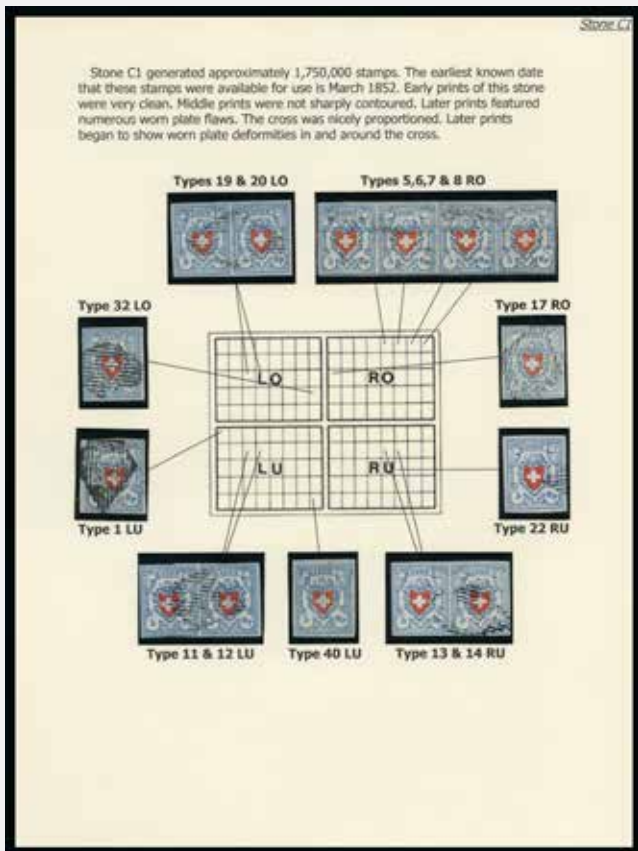 Stone C1
Stone C1 generated approximately 1,750,000 stamps. The earliest known date
that these stamps were available for use is March 1852. Early prints of this stone
were very clean. Middle prints were not sharply contoured. Later prints featured
numerous worn plate flaws. The cross was nicely proportioned. Later prints
began to show worn plate deformities in and around the cross.
Types 19 & 20 LO
Types 5,6,7 & 8 RO
Type 32 LO
Type 17 RO
LO
RO
LU
RU
Type 1 LU
Type 22 RU
Type 11 & 12 LU
Type 40 LU
Type 13 & 14 RU